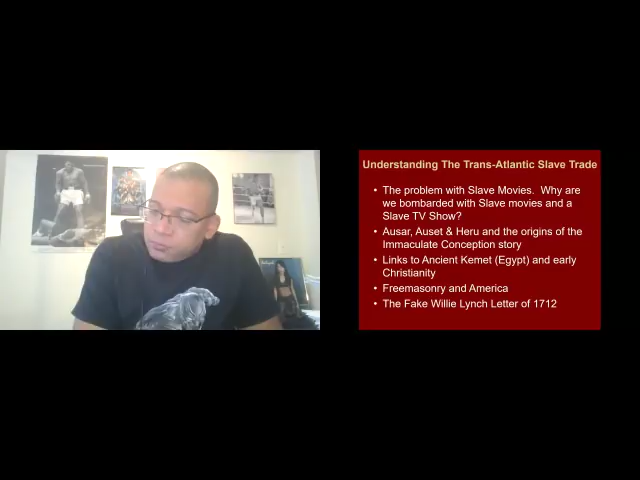 Understanding The Trans-Atlantic Slave Trade
• The problem with Slave Movies. Why are
we bombarded with Slave movies and a
Slave TV Show?
• Ausar, Auset & Heru and the origins of the
Immaculate Conception story
• Links to Ancient Kemet (Egypt) and early
Christianity
• Freemasonry and America
• The Fake Willie Lynch Letter of 1712